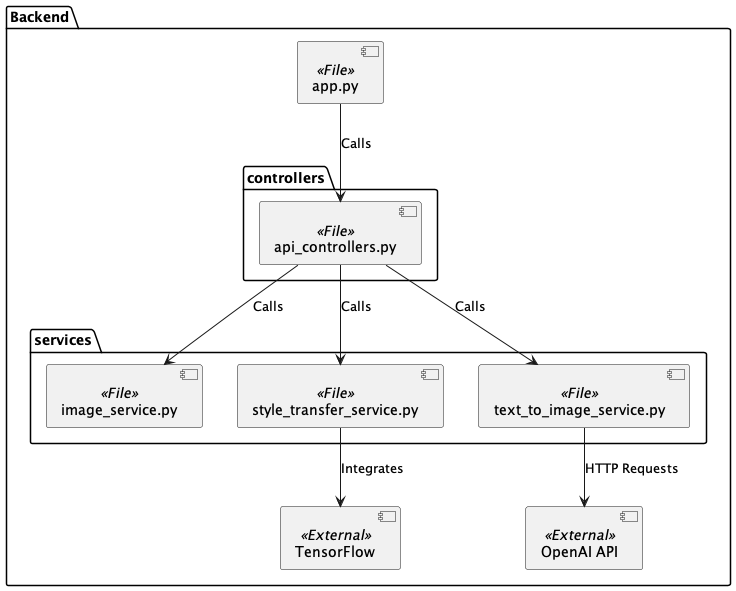 Backend
«File»
app.py
Calls
controllers
«File»
api_controllers.py
Calls
Calls
Calls
services
«File»
image_service.py
«File»
style_transfer_service.py
«File»
text_to_image_service.py
Integrates
HTTP Requests
«External»
TensorFlow
«External»
OpenAI API